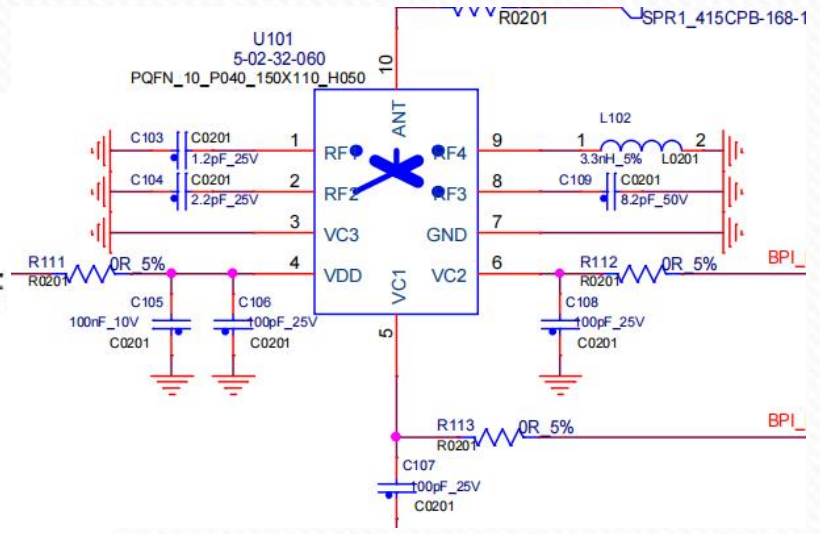 R0201
SPR1_415CPB-168-1
U101
5-02-32-060
PQFN_10_P040_150X110_H050
10
ANT
C103
C0201
1.2pF_25V
1
RF1
RF4
9
L102
1
2
3.3nH_5%
L0201
C104
C0201
2.2pF_25V
2
RF2
RF3
8
C109
C0201
8.2pF_50V
3
VC3
GND
7
R111
R0201
0R_5%
4
VDD
VC1
VC2
6
R112
R0201
0R_5%
BPI_
C105
100nF_10V
C0201
C106
100pF_25V
C0201
5
C108
100pF_25V
C0201
R113
R0201
0R_5%
BPI_
C107
100pF_25V
C0201